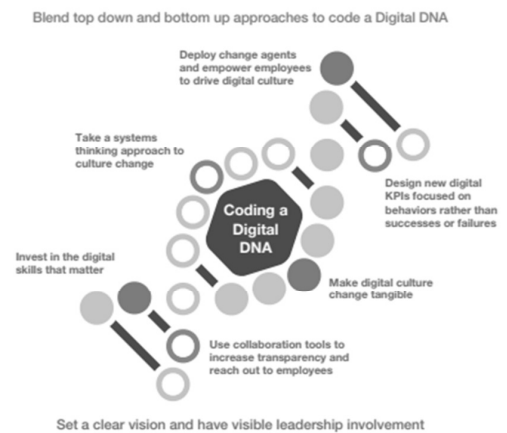 Blend top down and bottom up approaches to code a Digital DNA
Deploy change agents
and empower employees
to drive digital culture
Take a systems
thinking approach to
culture change
Design new digital
KPIs focused on
behaviors rather than
successes or failures
Coding a
Digital
DNA
Invest in the digital
skills that matter
Make digital culture
change tangible
Use collaboration tools to
increase transparency and
reach out to employees
Set a clear vision and have visible leadership involvement